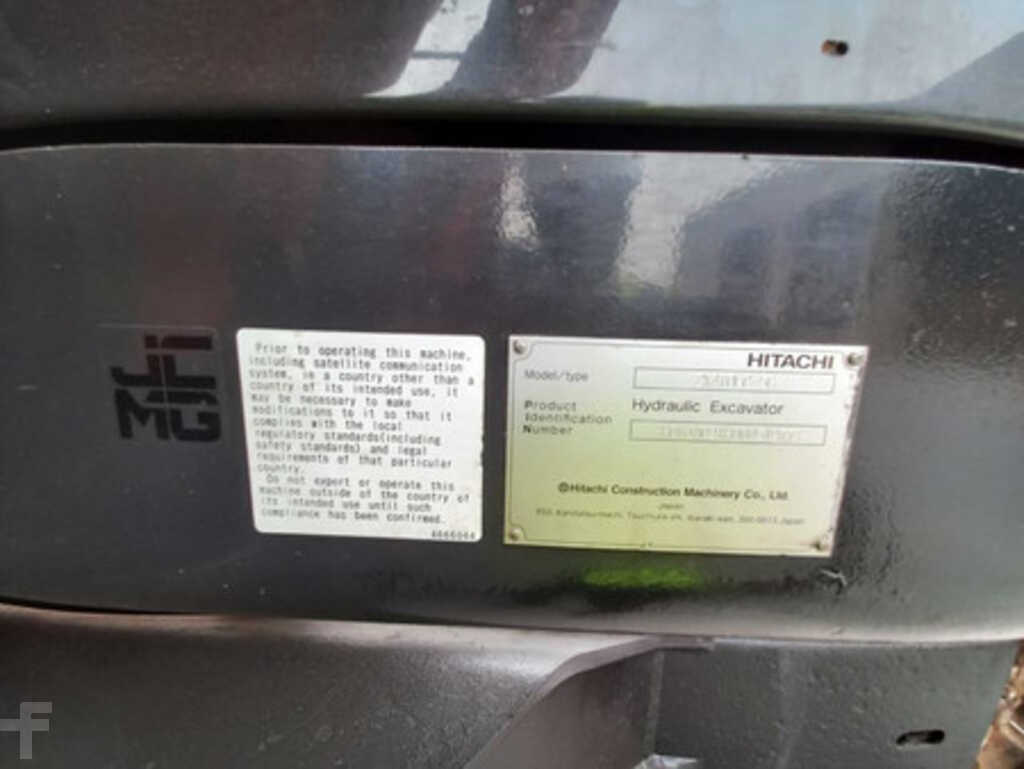 JC
MG
Prior to operating this machine,
including satellite communication
system, in a country other than a
country of its intended use, it
may be necessary to make
modifications to it so that it
complies with the local
regulatory standards(including
safety standards) and legal
requirements of that particular
country.
Do not export or operate this
machine outside of the country of
its intended use until such
compliance has been confirmed.
HITACHI
Model/type
Product
Identification
Number
Hydraulic Excavator
©Hitachi Construction Machinery Co., Ltd.
Japan
F